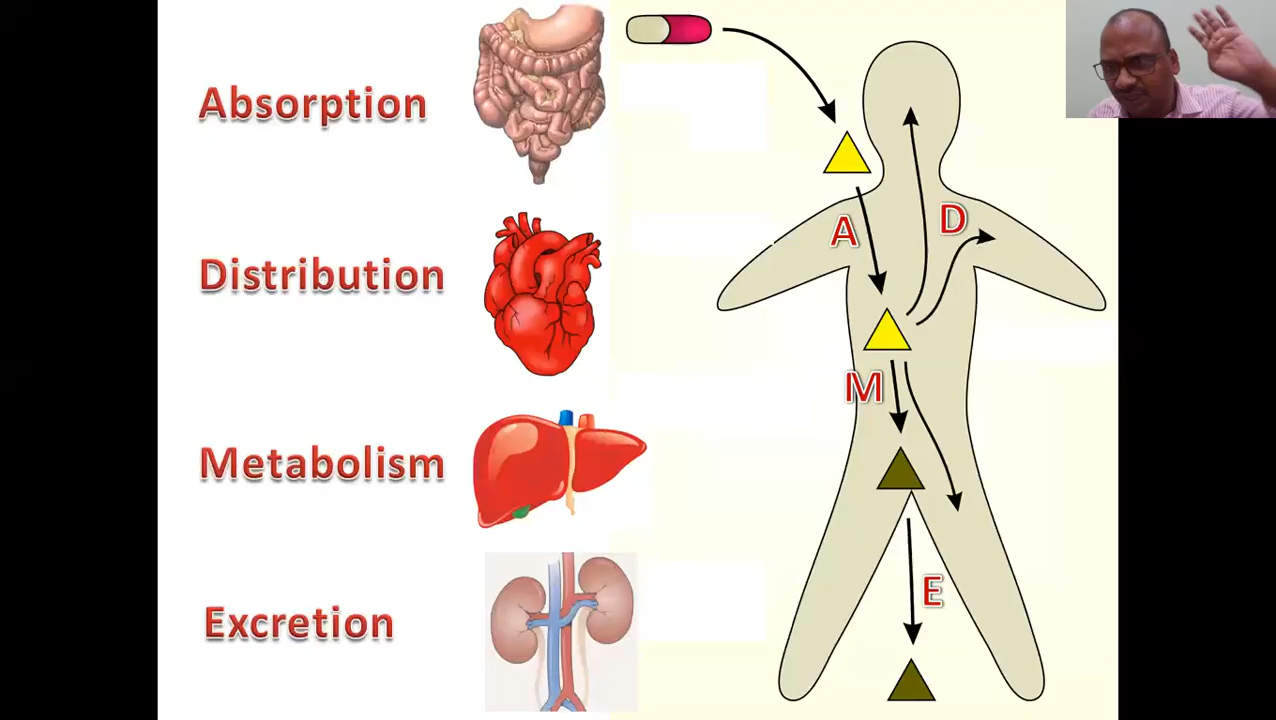 Absorption
Distribution
Metabolism
Excretion
A
D
M
E